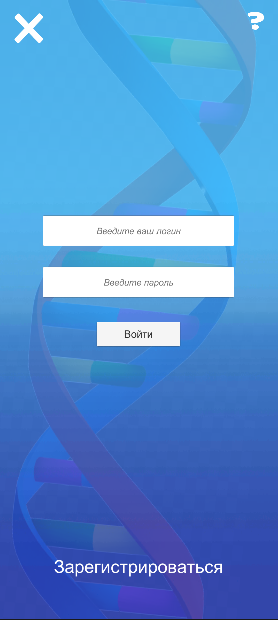 ?
Введите ваш логин
Введите пароль
Войти
Зарегистрироваться